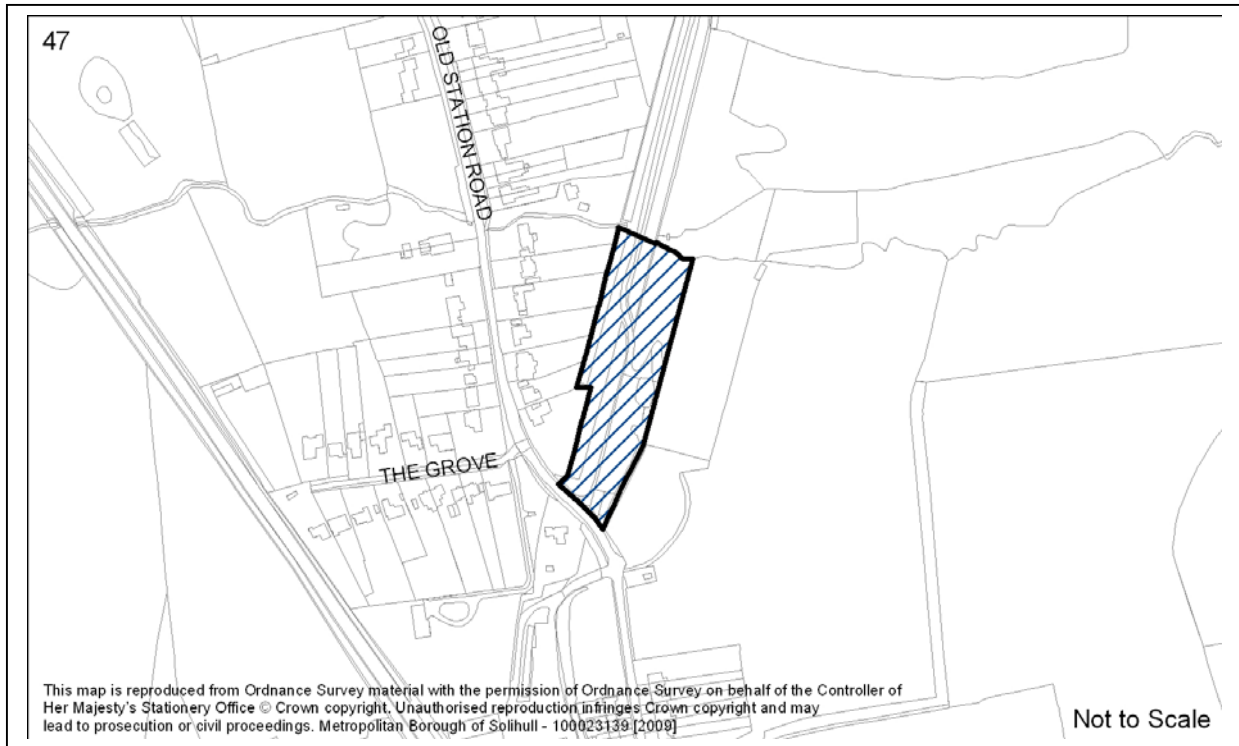 47
OLD STATION ROAD
THE GROVE
This map is reproduced from Ordnance Survey material with the permission of Ordnance Survey on behalf of the Controller of
Her Majesty's Stationery Office © Crown copyright. Unauthorised reproduction infringes Crown copyright and may
lead to prosecution or civil proceedings. Metropolitan Borough of Solihull - 100023139 [2009]
Not to Scale